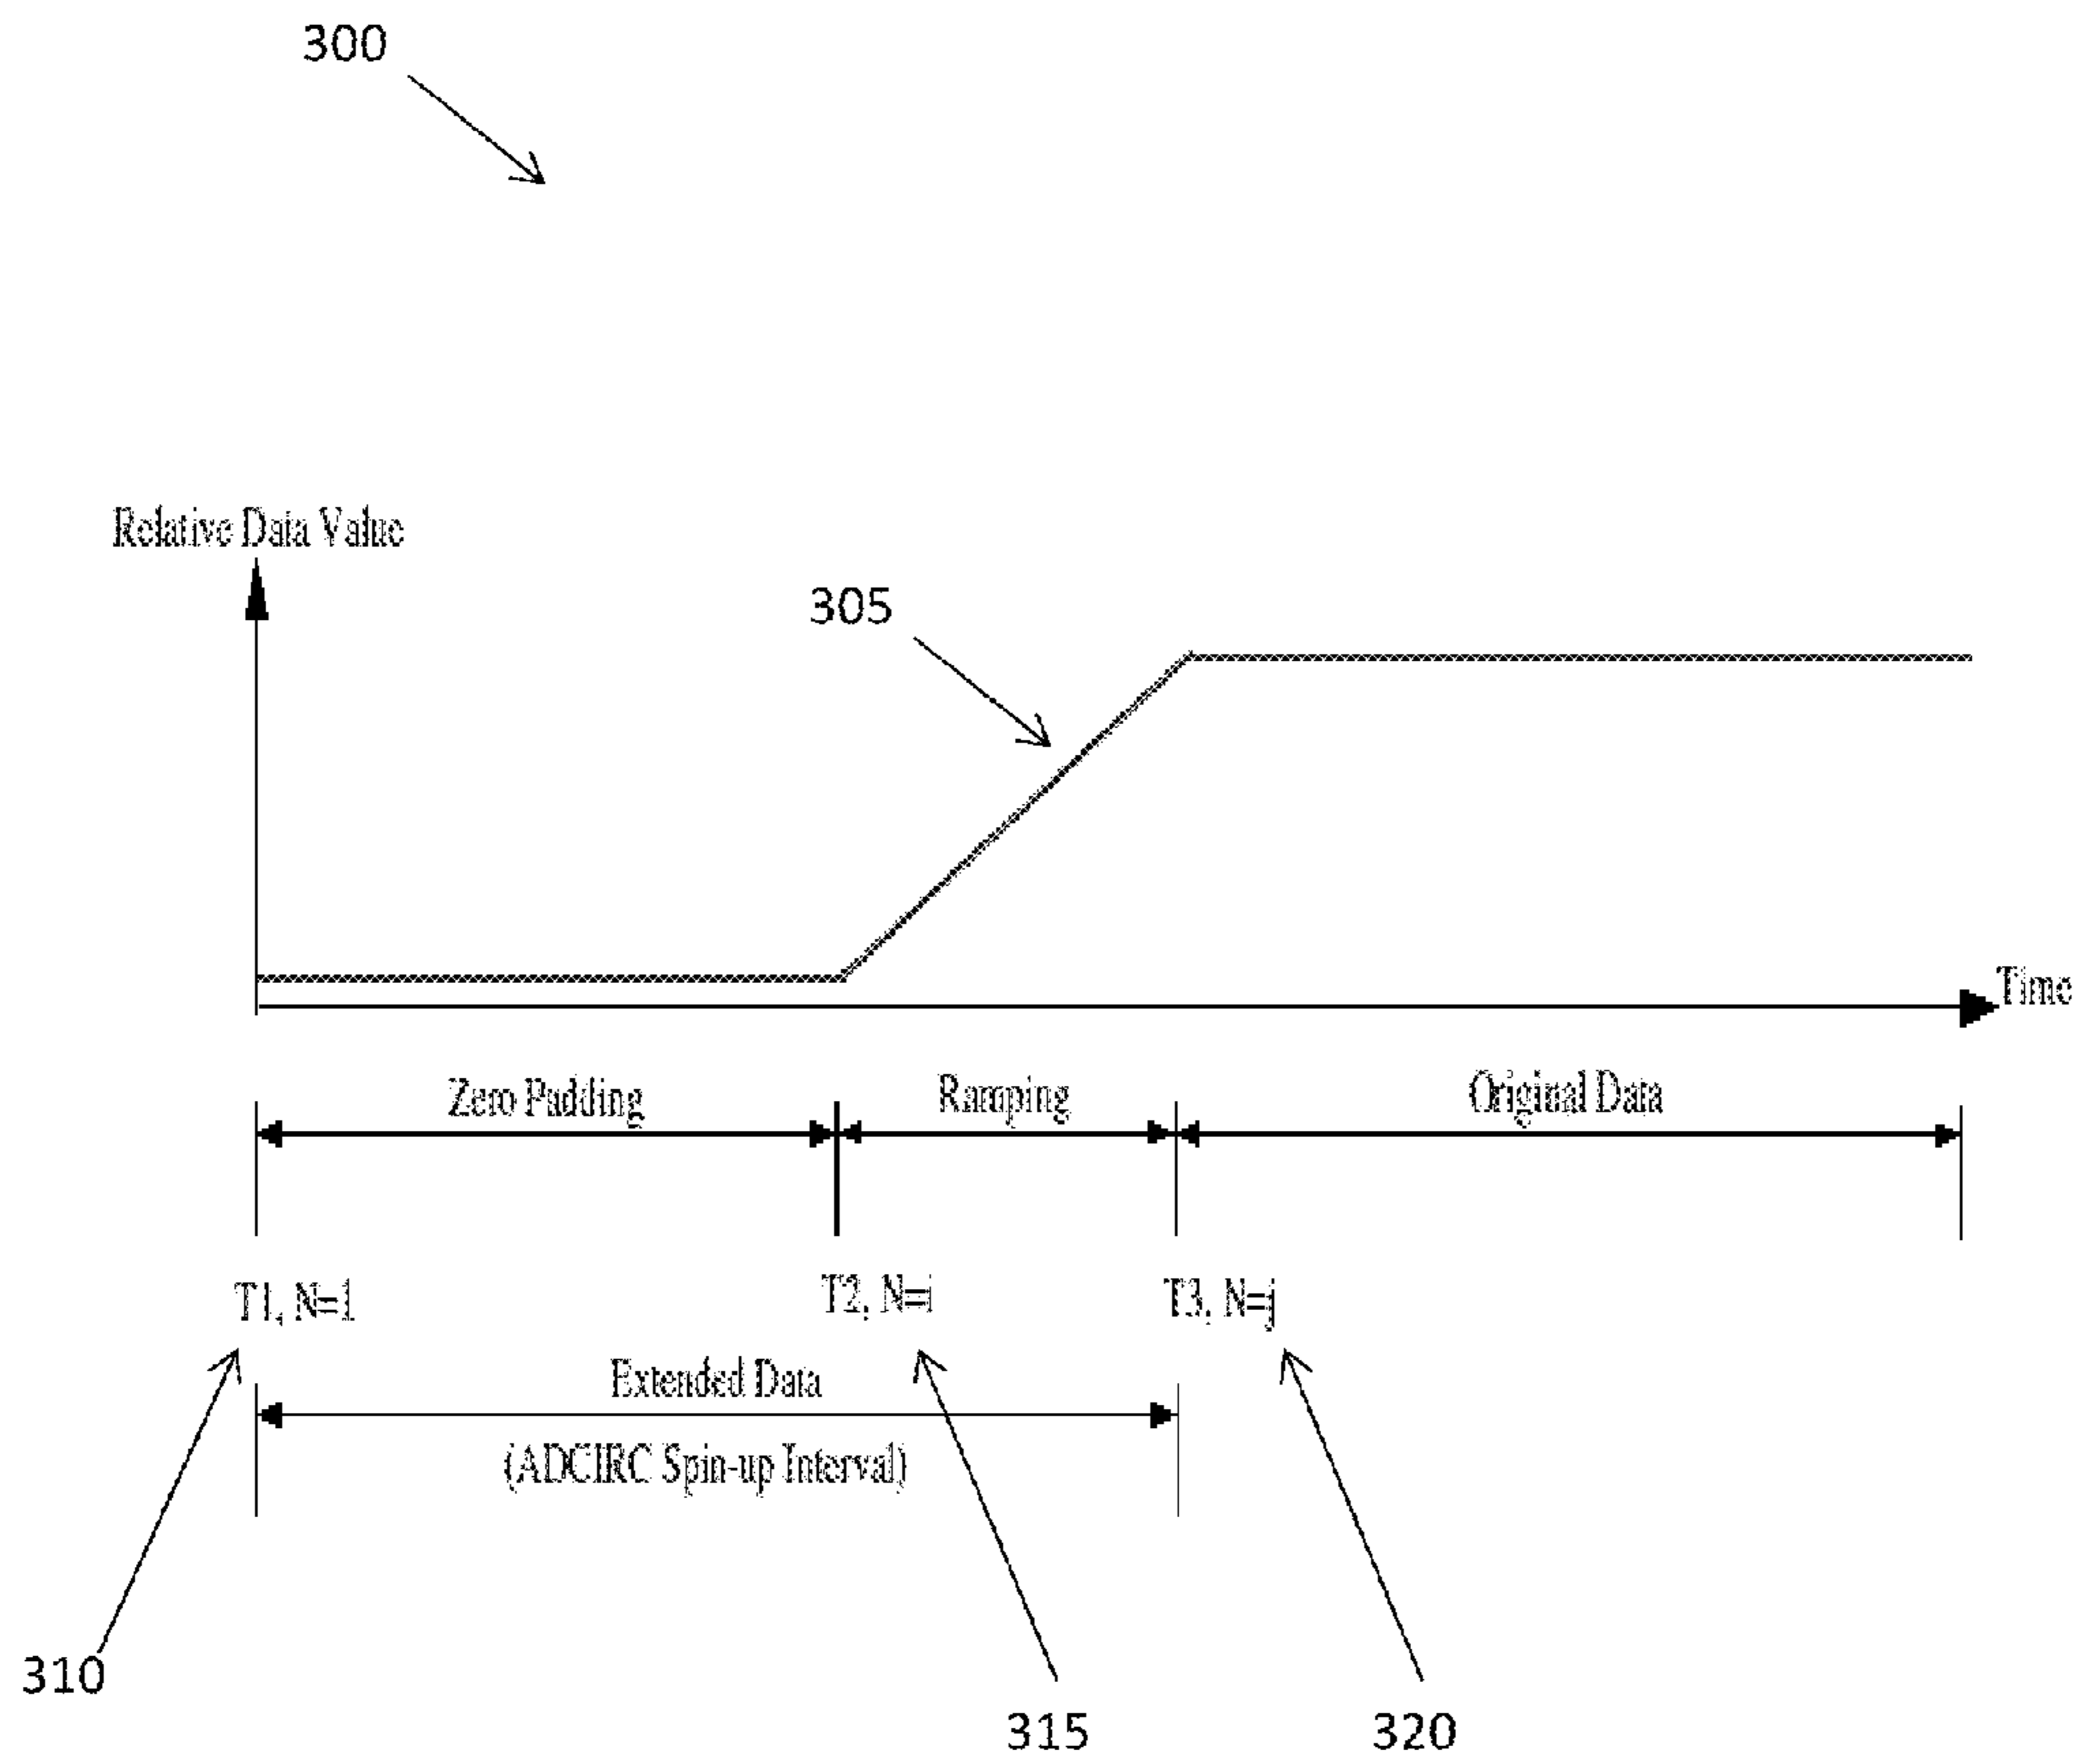 300
Relative Data Value
305
Time
Zero Padding
Ramping
Original Data
T1, N=1
T2, N=i
T3, N=j
Extended Data
(ADCIRC Spin-up Interval)
310
315
320